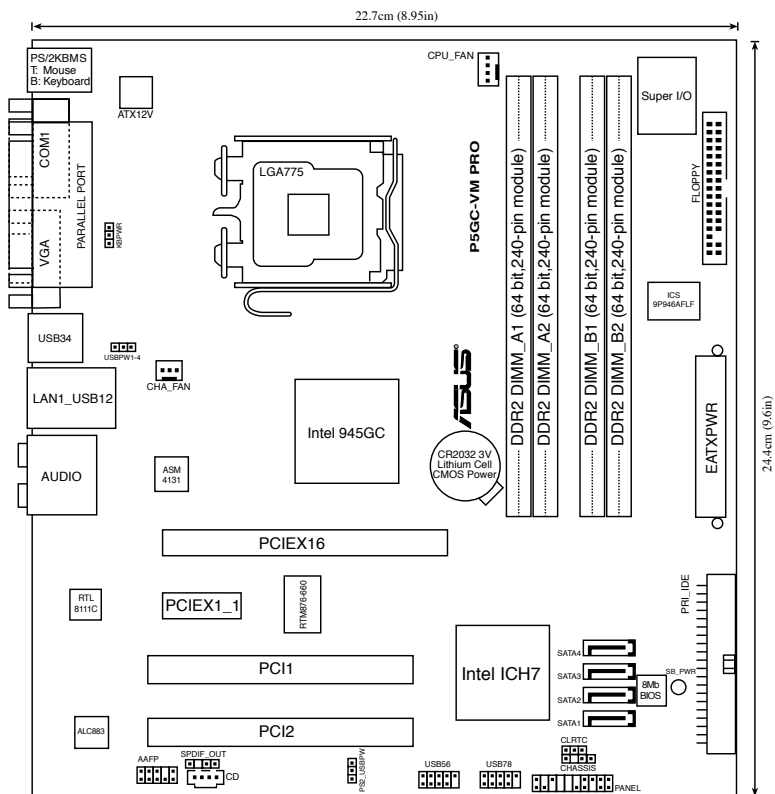 22.7cm (8.95in)
PS/2KBMS
T: Mouse
B: Keyboard
ATX12V
CPU_FAN
Super I/O
COM1
PARALLEL PORT
VGA
KBPWR
LGA775
P5GC-VM PRO
DDR2 DIMM_A1 (64 bit,240-pin module)
DDR2 DIMM_A2 (64 bit,240-pin module)
DDR2 DIMM_B1 (64 bit,240-pin module)
DDR2 DIMM_B2 (64 bit,240-pin module)
FLOPPY
ICS
9P946AFLF
USB34
USBPW1-4
CHA_FAN
LAN1_USB12
Intel 945GC
ASUS®
CR2032 3V
Lithium Cell
CMOS Power
EATXPWR
24.4cm (9.6in)
AUDIO
ASM
4131
PCIEX16
RTL
8111C
PCIEX1_1
RTM876-660
PRI_IDE
Intel ICH7
SATA4
SATA3
SATA2
SATA1
SB_PWR
8Mb
BIOS
PCI1
ALC883
PCI2
AAFP
SPDIF_OUT
CD
PS2_USBPW
USB56
USB78
CLRTC
CHASSIS
PANEL